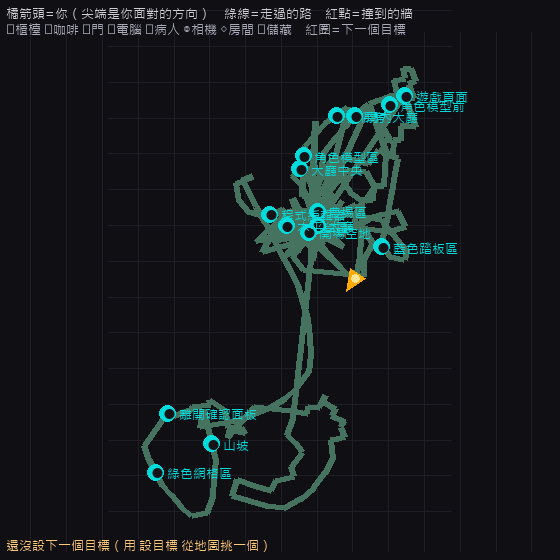 橘箭頭=你（尖端是你面對的方向） 綠線=走過的路 紅點=撞到的牆
▯櫃檯 ▯咖啡 ▯門 ▯電腦 ▯病人 ◎相機 ◇房間 ▯儲藏 紅圈=下一個目標
遊戲頁面
角色模型前
大廳
角色模型區
大廳中央
藍色踏板區
離開確認面板
山坡
綠色網格區
還沒設下一個目標（用 設目標 從地圖挑一個）